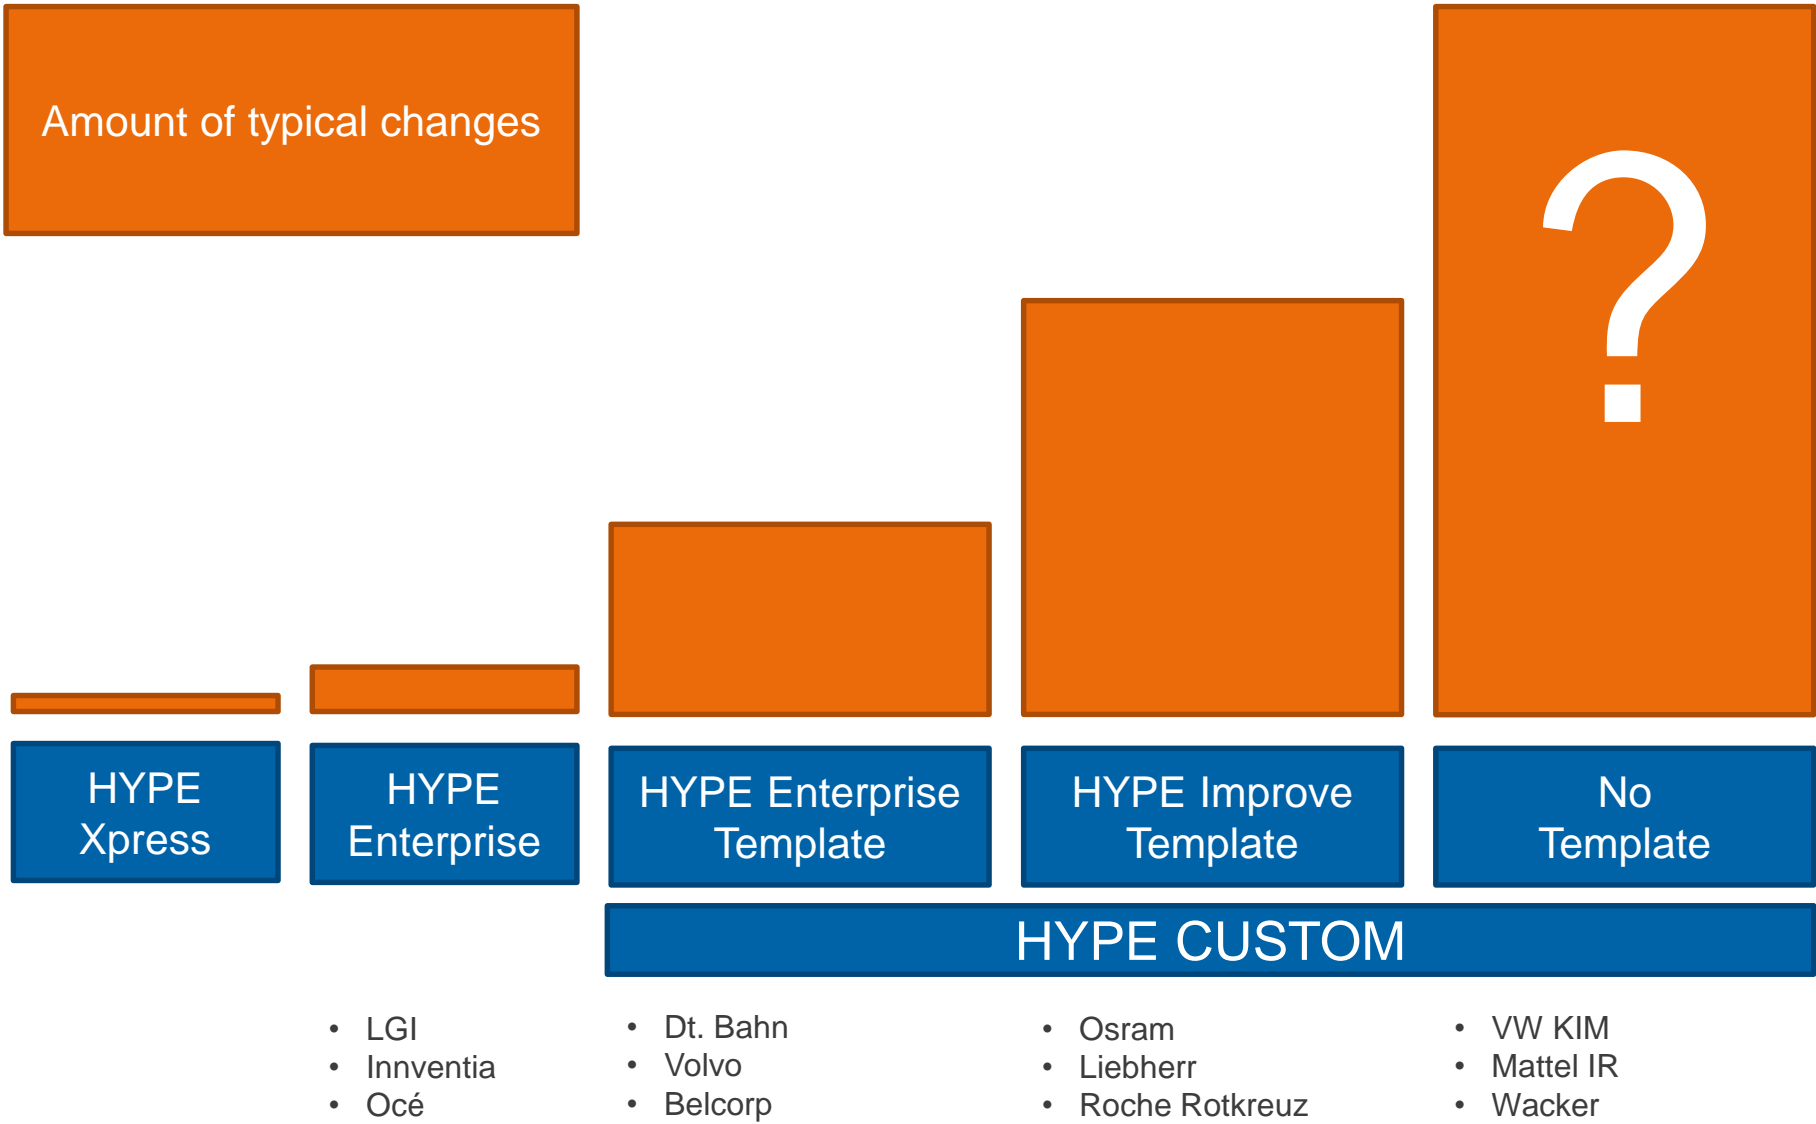 Amount of typical changes
?
HYPE
Xpress
HYPE
Enterprise
HYPE Enterprise
Template
HYPE Improve
Template
No
Template
HYPE CUSTOM
• LGI
• Innventia
• Océ
• Dt. Bahn
• Volvo
• Belcorp
• Osram
• Liebherr
• Roche Rotkreuz
• VW KIM
• Mattel IR
• Wacker